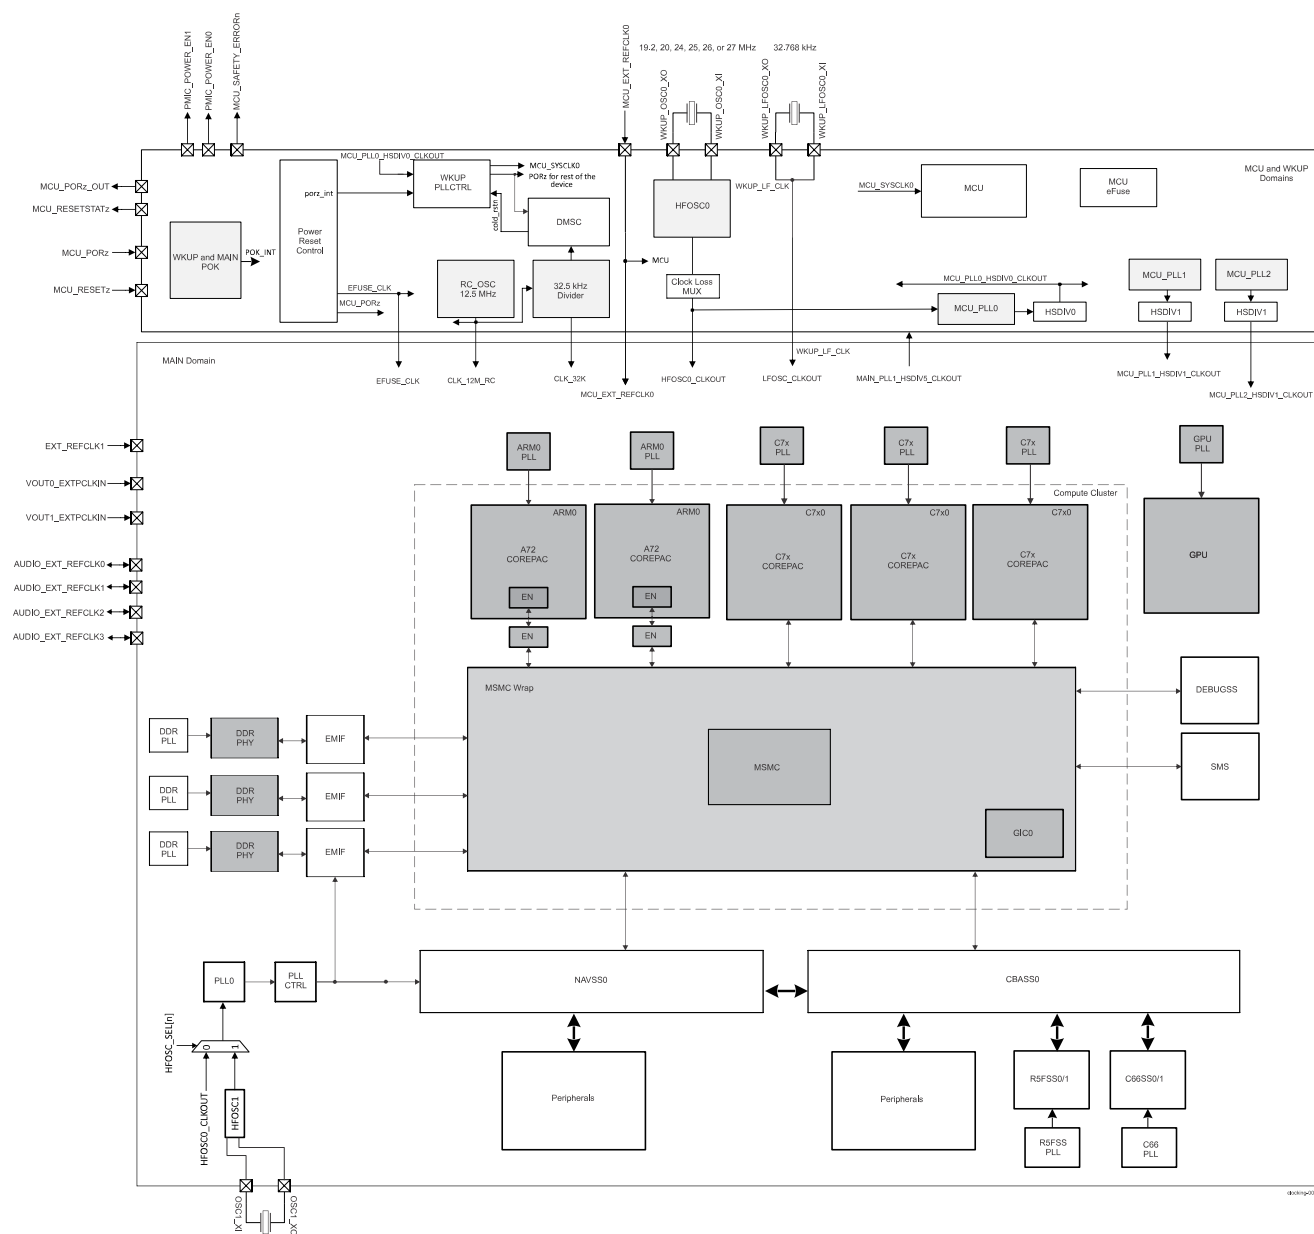 PMIC_POWER_EN1
PMIC_POWER_EN0
MCU_SAFETY_ERRORn
MCU_EXT_REFCLK0
19.2, 20, 24, 25, 26, or 27 MHz
32.768 kHz
WKUP_OSC0_XO
WKUP_OSC0_XI
WKUP_LFOSC0_XO
WKUP_LFOSC0_XI
MCU_PORz_OUT
MCU_RESETSTATz
MCU_PORz
MCU_RESETz
WKUP and MAIN
POK
POK_INT
porz_int
Power
Reset
Control
MCU_PLL0_HSDIV0_CLKOUT
WKUP
PLLCTRL
MCU_SYSCLK0
PORz for rest of the
device
cold_rstn
DMSC
RC_OSC
12.5 MHz
32.5 kHz
Divider
EFUSE_CLK
MCU_PORz
MCU
HFOSC0
WKUP_LF_CLK
Clock Loss
MUX
MCU_SYSCLK0
MCU
MCU
eFuse
MCU and WKUP
Domains
MCU_PLL0_HSDIV0_CLKOUT
MCU_PLL0
HSDIV0
MCU_PLL1
HSDIV1
MCU_PLL2
HSDIV1
WKUP_LF_CLK
MAIN Domain
EFUSE_CLK
CLK_12M_RC
CLK_32K
MCU_EXT_REFCLK0
HFOSC0_CLKOUT
LFOSC_CLKOUT
MAIN_PLL1_HSDIV5_CLKOUT
MCU_PLL1_HSDIV1_CLKOUT
MCU_PLL2_HSDIV1_CLKOUT
EXT_REFCLK1
VOUT0_EXTPCLKIN
VOUT1_EXTPCLKIN
AUDIO_EXT_REFCLK0
AUDIO_EXT_REFCLK1
AUDIO_EXT_REFCLK2
AUDIO_EXT_REFCLK3
ARM0
PLL
ARM0
PLL
C7x
PLL
C7x
PLL
C7x
PLL
GPU
PLL
Compute Cluster
ARM0
A72
COREPAC
EN
EN
ARM0
A72
COREPAC
EN
EN
C7x0
C7x
COREPAC
C7x0
C7x
COREPAC
C7x0
C7x
COREPAC
GPU
MSMC Wrap
MSMC
GIC0
DEBUGSS
SMS
DDR
PLL
DDR
PHY
EMIF
DDR
PLL
DDR
PHY
EMIF
DDR
PLL
DDR
PHY
EMIF
PLL0
PLL
CTRL
NAVSS0
CBASS0
HFOSC_SEL[n]
0
1
HFOSC0_CLKOUT
HFOSC1
Peripherals
Peripherals
R5FSS0/1
C66SS0/1
R5FSS
PLL
C66
PLL
OSC1_XI
OSC1_XO